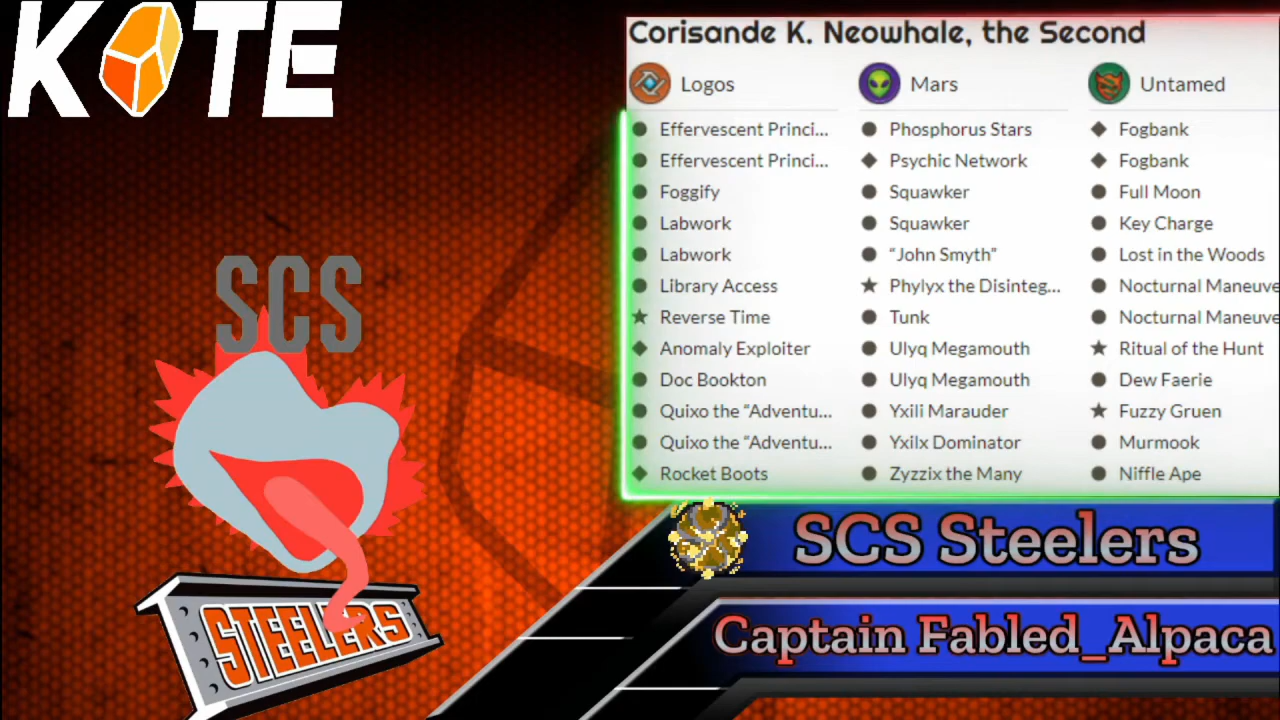 KOTE
Corisande K. Neowhale, the Second
Logos
Effervescent Princi...
Effervescent Princi...
Foggify
Labwork
Labwork
Library Access
Reverse Time
Anomaly Exploiter
Doc Bookton
Quixo the “Adventu...
Quixo the “Adventu...
Rocket Boots
Mars
Phosphorus Stars
Psychic Network
Squawker
Squawker
“John Smyth”
Phylyx the Disinteg...
Tunk
Ulyq Megamouth
Ulyq Megamouth
Yxili Marauder
Yxilx Dominator
Zyzzix the Many
Untamed
Fogbank
Fogbank
Full Moon
Key Charge
Lost in the Woods
Nocturnal Maneuve
Nocturnal Maneuve
Ritual of the Hunt
Dew Faerie
Fuzzy Gruen
Murmook
Niffle Ape
SCS
STEELERS
SCS Steelers
Captain Fabled_Alpaca